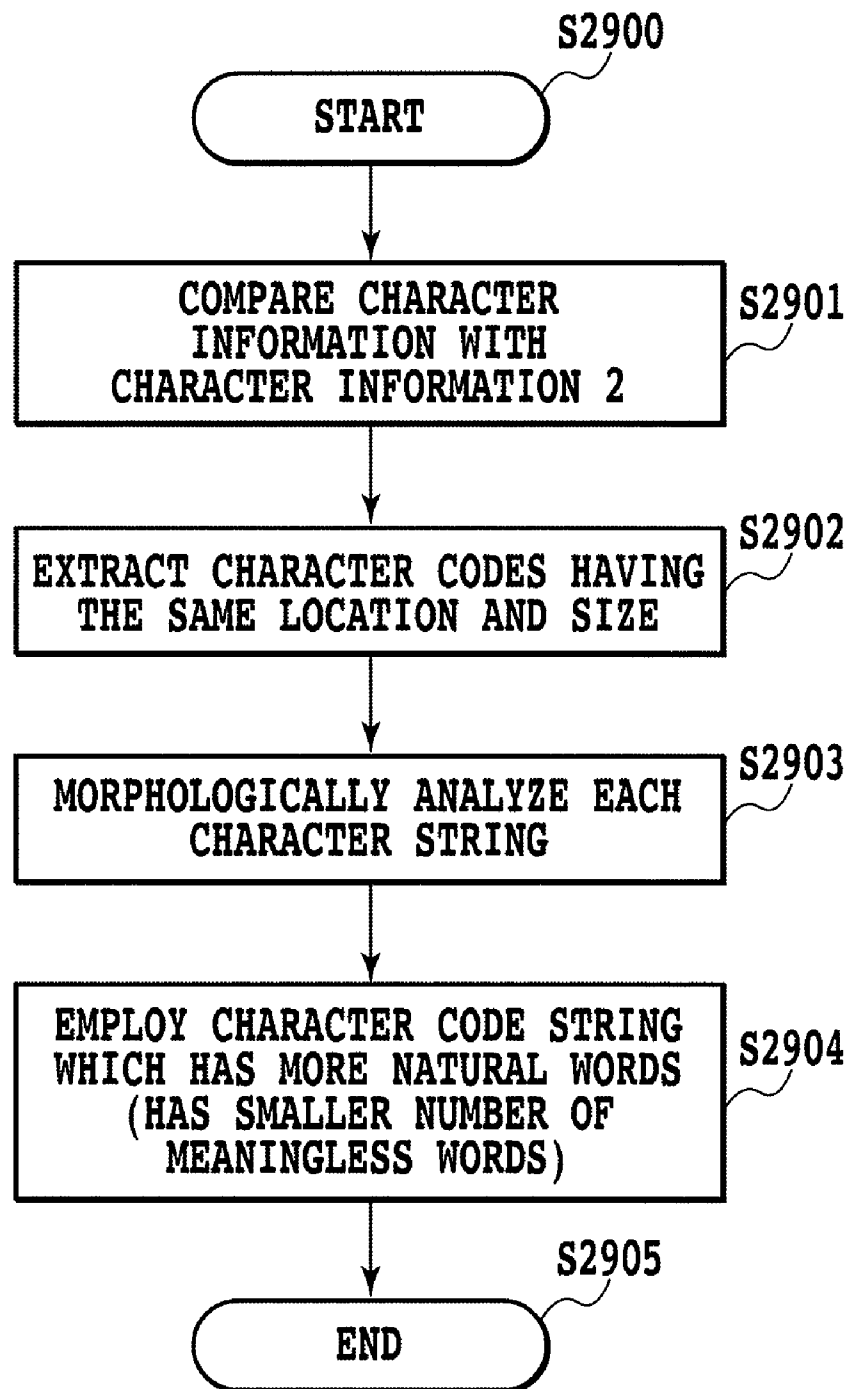 S2900
START
COMPARE CHARACTER
INFORMATION WITH
CHARACTER INFORMATION 2
S2901
EXTRACT CHARACTER CODES HAVING
THE SAME LOCATION AND SIZE
S2902
MORPHOLOGICALLY ANALYZE EACH
CHARACTER STRING
S2903
EMPLOY CHARACTER CODE STRING
WHICH HAS MORE NATURAL WORDS
(HAS SMALLER NUMBER OF
MEANINGLESS WORDS)
S2904
S2905
END